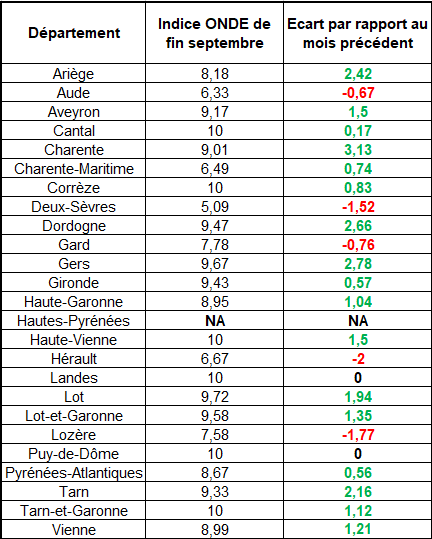 Département Indice ONDE de fin septembre Ecart par rapport au mois précédent
Ariège 8,18 2,42
Aude 6,33 -0,67
Aveyron 9,17 1,5
Cantal 10 0,17
Charente 9,01 3,13
Charente-Maritime 6,49 0,74
Corrèze 10 0,83
Deux-Sèvres 5,09 -1,52
Dordogne 9,47 2,66
Gard 7,78 -0,76
Gers 9,67 2,78
Gironde 9,43 0,57
Haute-Garonne 8,95 1,04
Hautes-Pyrénées NA NA
Haute-Vienne 10 1,5
Hérault 6,67 -2
Landes 10 0
Lot 9,72 1,94
Lot-et-Garonne 9,58 1,35
Lozère 7,58 -1,77
Puy-de-Dôme 10 0
Pyrénées-Atlantiques 8,67 0,56
Tarn 9,33 2,16
Tarn-et-Garonne 10 1,12
Vienne 8,99 1,21